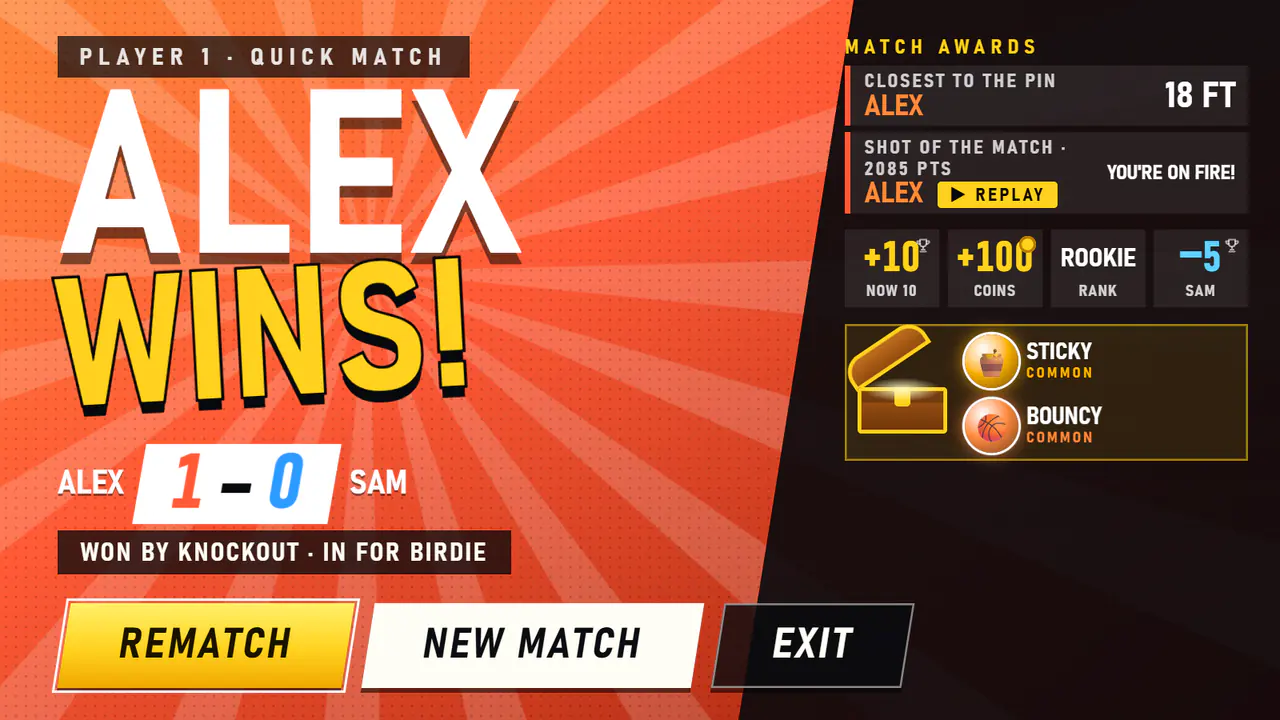 PLAYER 1 · QUICK MATCH
ALEX
WINS!
ALEX 1 – 0 SAM
WON BY KNOCKOUT · IN FOR BIRDIE
REMATCH
NEW MATCH
EXIT
MATCH AWARDS
CLOSEST TO THE PIN
ALEX
18 FT
SHOT OF THE MATCH ·
2085 PTS
ALEX
▶ REPLAY
YOU'RE ON FIRE!
+10
NOW 10
+100
COINS
ROOKIE
RANK
–5
SAM
STICKY
COMMON
BOUNCY
COMMON